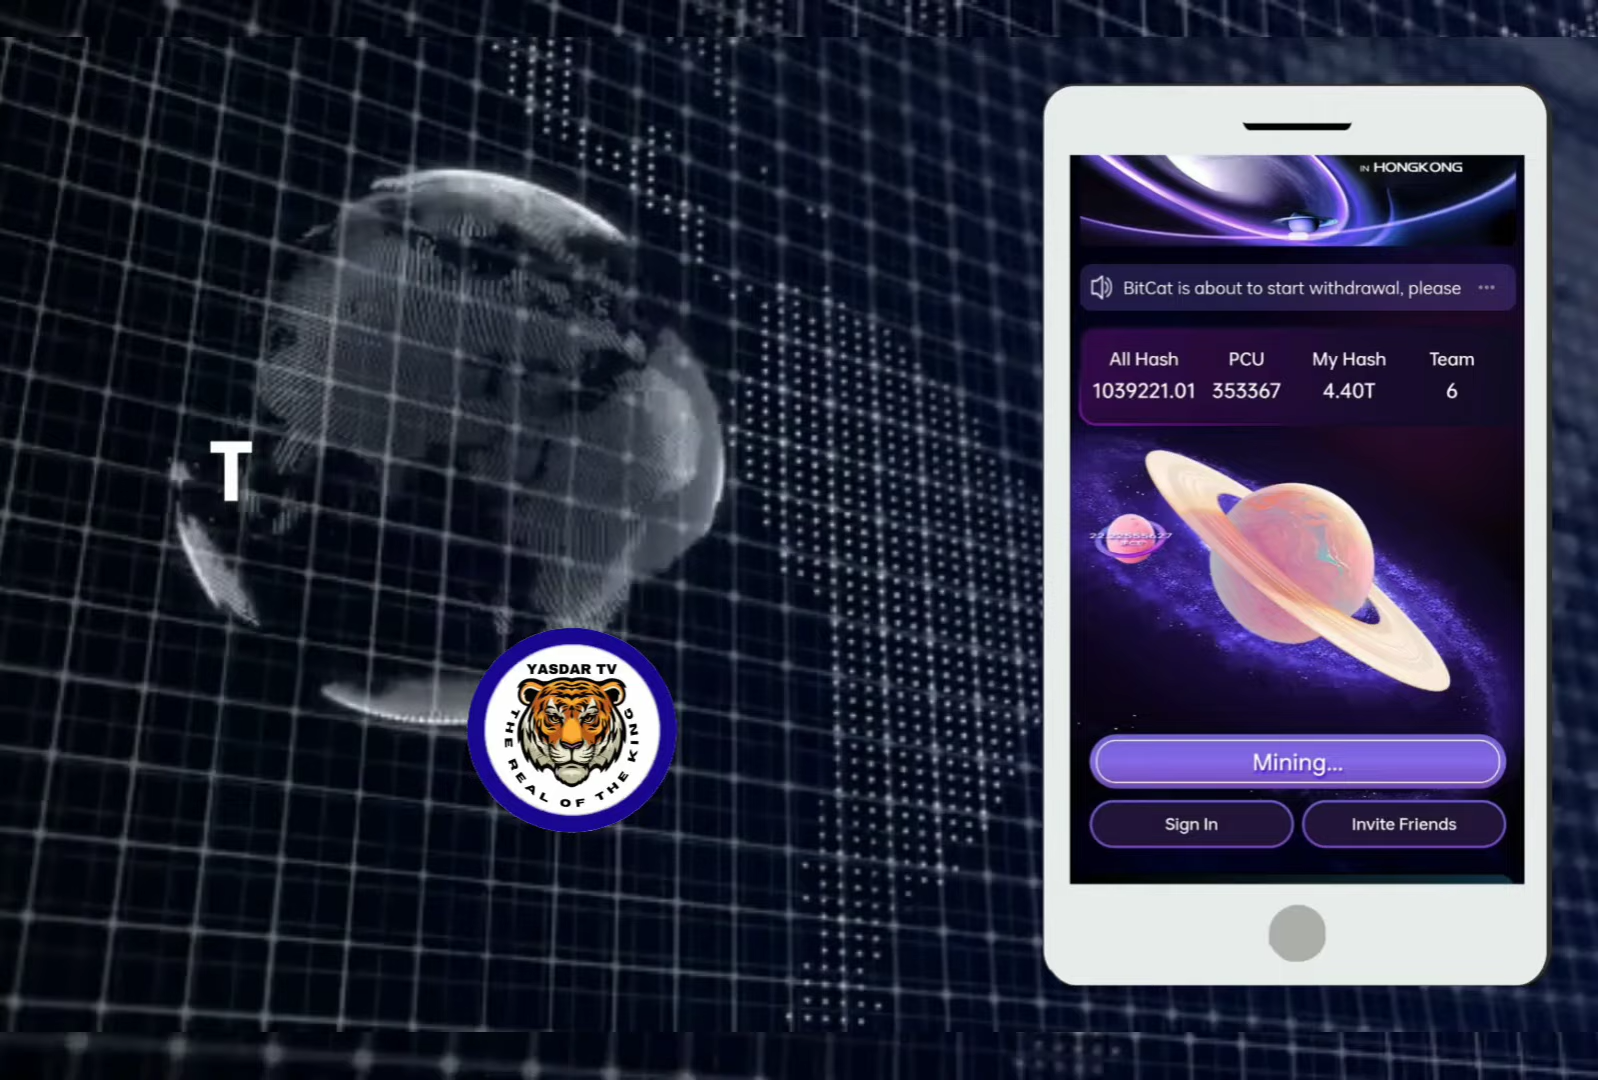 T
YASDAR TV
THE REAL OF THE KING
IN HONGKONG
BitCat is about to start withdrawal, please ...
All Hash PCU My Hash Team
1039221.01 353367 4.40T 6
Mining...
Sign In Invite Friends